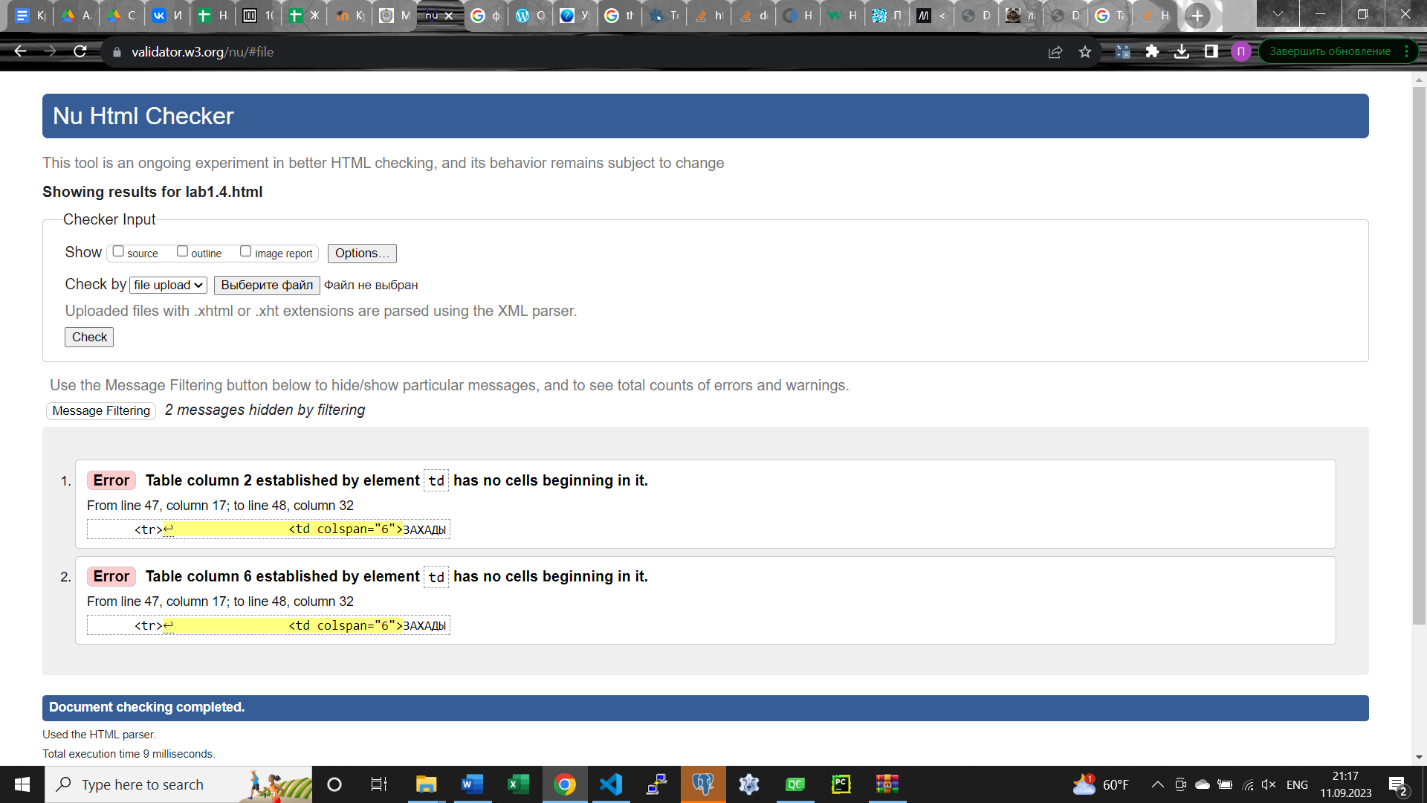 К
А
С
И
Н
10
Ж
К
М
nu
ф
О
У
th
Т
h
d
H
H
П
<
D
л
D
Та
H
validator.w3.org/nu/#file
П
Завершить обновление
Nu Html Checker
This tool is an ongoing experiment in better HTML checking, and its behavior remains subject to change
Showing results for lab1.4.html
Checker Input
Show source outline image report Options...
Check by file upload Выберите файл Файл не выбран
Uploaded files with .xhtml or .xht extensions are parsed using the XML parser.
Check
Use the Message Filtering button below to hide/show particular messages, and to see total counts of errors and warnings.
Message Filtering 2 messages hidden by filtering
1. Error Table column 2 established by element td has no cells beginning in it.
From line 47, column 17; to line 48, column 32
<tr>↩ <td colspan="6">ЗАХАДЫ
2. Error Table column 6 established by element td has no cells beginning in it.
From line 47, column 17; to line 48, column 32
<tr>↩ <td colspan="6">ЗАХАДЫ
Document checking completed.
Used the HTML parser.
Total execution time 9 milliseconds.
Type here to search
QC
PC
1
60°F
ENG
21:17
11.09.2023
2